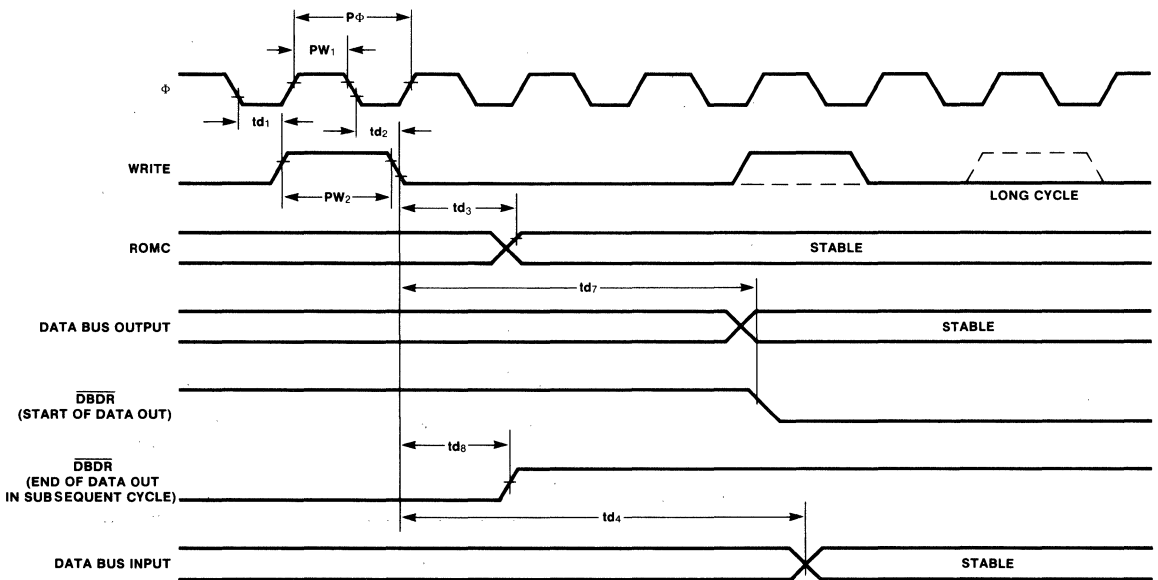 PΦ
PW1
Φ
td1
td2
WRITE
PW2
LONG CYCLE
td3
ROMC
STABLE
td7
DATA BUS OUTPUT
STABLE
DBDR
(START OF DATA OUT)
td8
DBDR
(END OF DATA OUT
IN SUBSEQUENT CYCLE)
td4
DATA BUS INPUT
STABLE